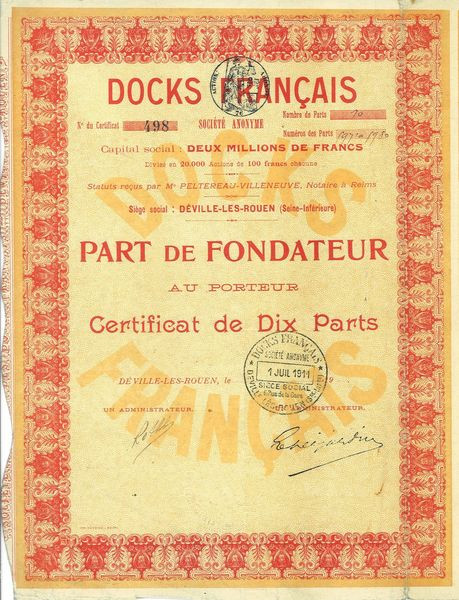 DOCKS FRANÇAIS
Nº du Certificat 498 SOCIÉTÉ ANONYME
Nombre de Parts 10
Numéros des Parts
Capital social : DEUX MILLIONS DE FRANCS
Divisé en 20.000 Actions de 100 francs chacune
Statuts reçus par Mᵉ PELTEREAU-VILLENEUVE, Notaire à Reims
Siège social : DÉVILLE-LES-ROUEN (Seine-Inférieure)
PART DE FONDATEUR
AU PORTEUR
Certificat de Dix Parts
DOCKS FRANÇAIS
SOCIÉTÉ ANONYME
1 JUIL 1911
SIÈGE SOCIAL
DÉVILLE-LES-ROUEN, le
UN ADMINISTRATEUR.
ADMINISTRATEUR.
DOCKS
FRANÇAIS